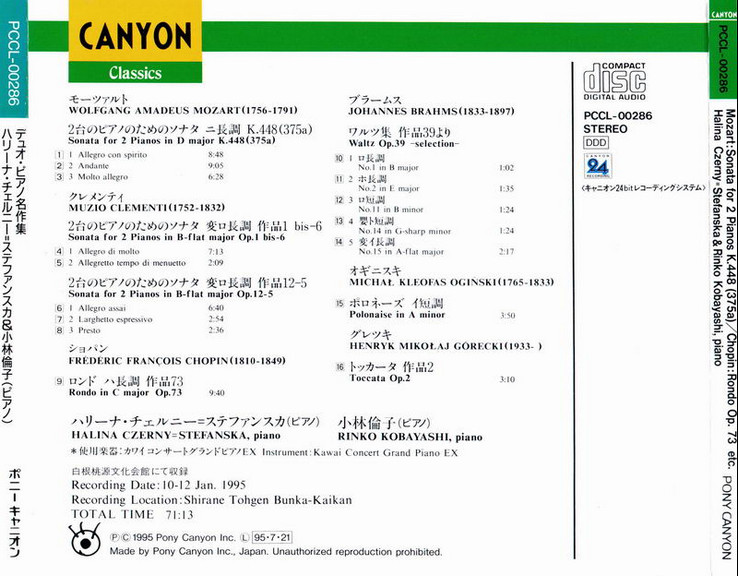 PCCL-00286
デュオ・ピアノ名作集
ハリーナ・チェルニー=ステファンスカ&小林倫子(ピアノ)
ポニーキャニオン
CANYON
Classics
モーツァルト
WOLFGANG AMADEUS MOZART(1756-1791)
2台のピアノのためのソナタ ニ長調 K.448(375a)
Sonata for 2 Pianos in D major K.448(375a)
1 1 Allegro con spirito 8:48
2 2 Andante 9:05
3 3 Molto allegro 6:28
クレメンティ
MUZIO CLEMENTI(1752-1832)
2台のピアノのためのソナタ 変ロ長調 作品1 bis-6
Sonata for 2 Pianos in B-flat major Op.1 bis-6
4 1 Allegro di molto 7:13
5 2 Allegretto tempo di menuetto 2:09
2台のピアノのためのソナタ 変ロ長調 作品12-5
Sonata for 2 Pianos in B-flat major Op.12-5
6 1 Allegro assai 6:40
7 2 Larghetto espressivo 2:54
8 3 Presto 2:36
ショパン
FRÉDÉRIC FRANÇOIS CHOPIN(1810-1849)
9 ロンド ハ長調 作品73
Rondo in C major Op.73 9:40
ブラームス
JOHANNES BRAHMS(1833-1897)
ワルツ集 作品39より
Waltz Op.39 -selection-
10 1 ロ長調
No.1 in B major 1:02
11 2 ホ長調
No.2 in E major 1:35
12 3 ロ短調
No.11 in B minor 1:24
13 4 嬰ト短調
No.14 in G-sharp minor 1:24
14 5 変イ長調
No.15 in A-flat major 2:17
オギニスキ
MICHAŁ KLEOFAS OGINSKI(1765-1833)
15 ポロネーズ イ短調
Polonaise in A minor 3:50
グレツキ
HENRYK MIKOŁAJ GÓRECKI(1933- )
16 トッカータ 作品2
Toccata Op.2 3:10
ハリーナ・チェルニー=ステファンスカ(ピアノ)
HALINA CZERNY=STEFANSKA, piano
小林倫子(ピアノ)
RINKO KOBAYASHI, piano
*使用楽器:カワイコンサートグランドピアノEX Instrument:Kawai Concert Grand Piano EX
白根桃源文化会館にて収録
Recording Date:10-12 Jan. 1995
Recording Location:Shirane Tohgen Bunka-Kaikan
TOTAL TIME 71:13
Ⓟ©1995 Pony Canyon Inc. Ⓛ 95・7・21
Made by Pony Canyon Inc., Japan. Unauthorized reproduction prohibited.
COMPACT
disc
DIGITAL AUDIO
PCCL-00286
STEREO
DDD
CANYON
24
〈キャニオン24bitレコーディングシステム〉
CANYON
PCCL-00286
Mozart:Sonata for 2 Pianos K.448 (375a)/Chopin:Rondo Op. 73 etc.
Halina Czerny=Stefanska & Rinko Kobayashi, piano
PONY CANYON